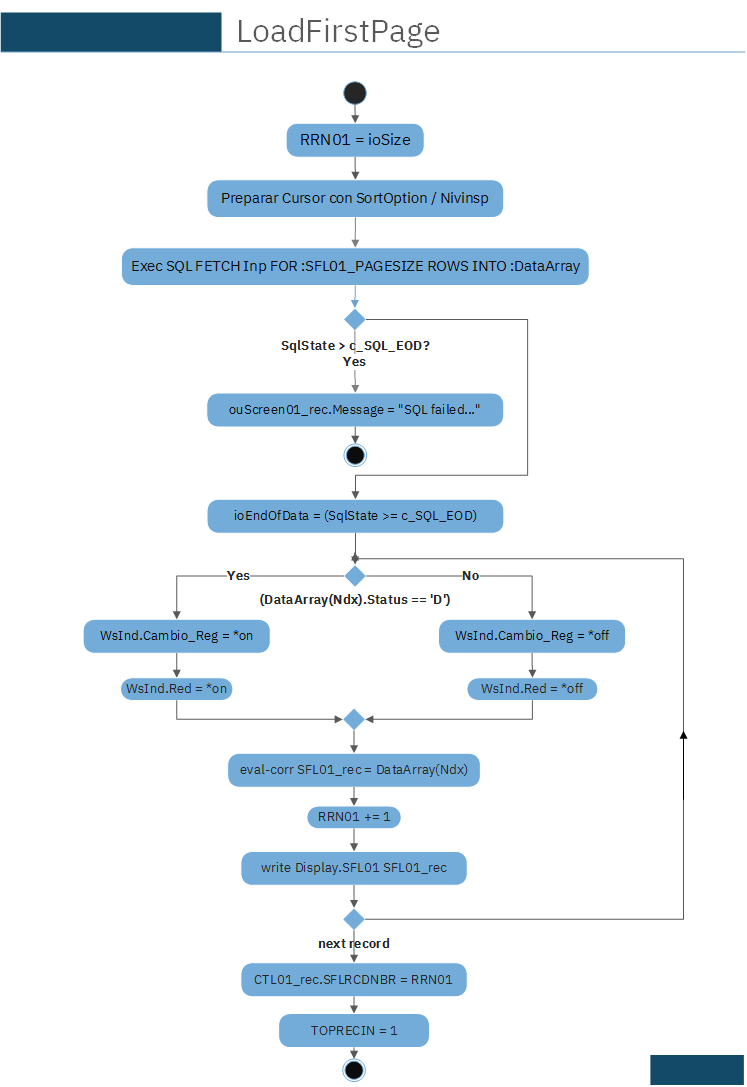 LoadFirstPage
RRN01 = ioSize
Preparar Cursor con SortOption / Nivinsp
Exec SQL FETCH Inp FOR :SFL01_PAGESIZE ROWS INTO :DataArray
SqlState > c_SQL_EOD?
Yes
ouScreen01_rec.Message = "SQL failed..."
ioEndOfData = (SqlState >= c_SQL_EOD)
Yes No
(DataArray(Ndx).Status == 'D')
WsInd.Cambio_Reg = *on WsInd.Cambio_Reg = *off
WsInd.Red = *on WsInd.Red = *off
eval-corr SFL01_rec = DataArray(Ndx)
RRN01 += 1
write Display.SFL01 SFL01_rec
next record
CTL01_rec.SFLRCDNBR = RRN01
TOPRECIN = 1